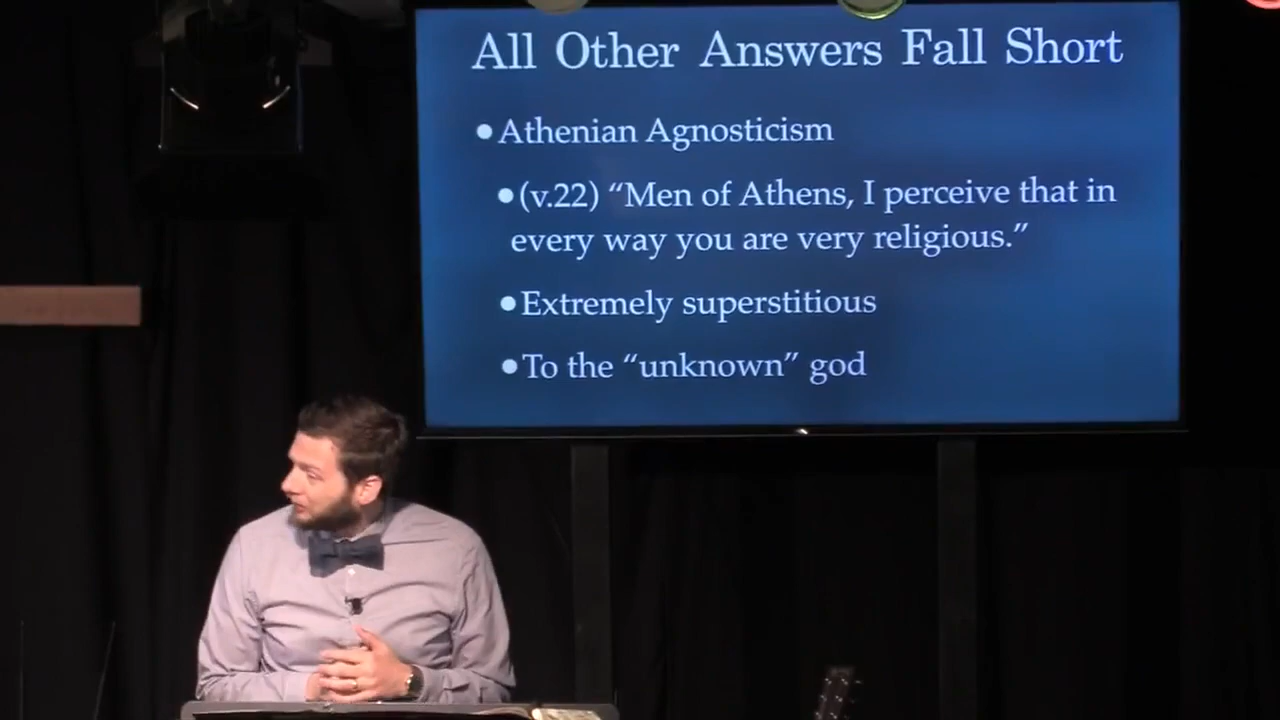 All Other Answers Fall Short
•Athenian Agnosticism
•(v.22) “Men of Athens, I perceive that in
every way you are very religious.”
•Extremely superstitious
•To the “unknown” god